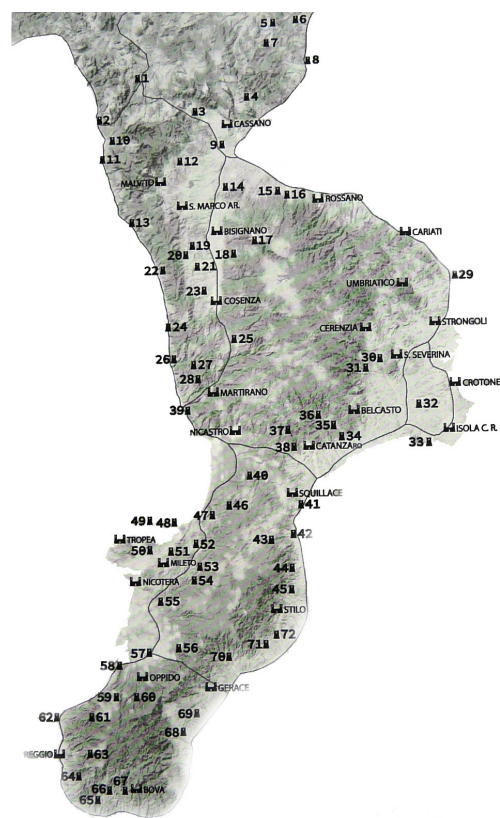 5
6
7
8
1
4
2
3
CASSANO
10
9
11
12
MALVITO
14
15
16
ROSSANO
S. MARCO AR.
13
BISIGNANO
CARIATI
19
17
20
18
21
22
29
UMBRIATICO
23
COSENZA
24
CERENZIA
STRONGOLI
25
26
27
30
S. SEVERINA
31
28
CROTONE
MARTIRANO
39
32
36
BELCASTO
NICASTRO
37
35
34
ISOLA C. R.
38
CATANZARO
33
40
SQUILLACE
41
46
47
49
48
TROPEA
42
43
50
51
52
MILETO
53
44
NICOTERA
54
45
55
STILO
72
71
56
57
70
58
OPPIDO
GERACE
59
60
62
61
69
68
REGGIO
63
64
67
66
BOVA
65